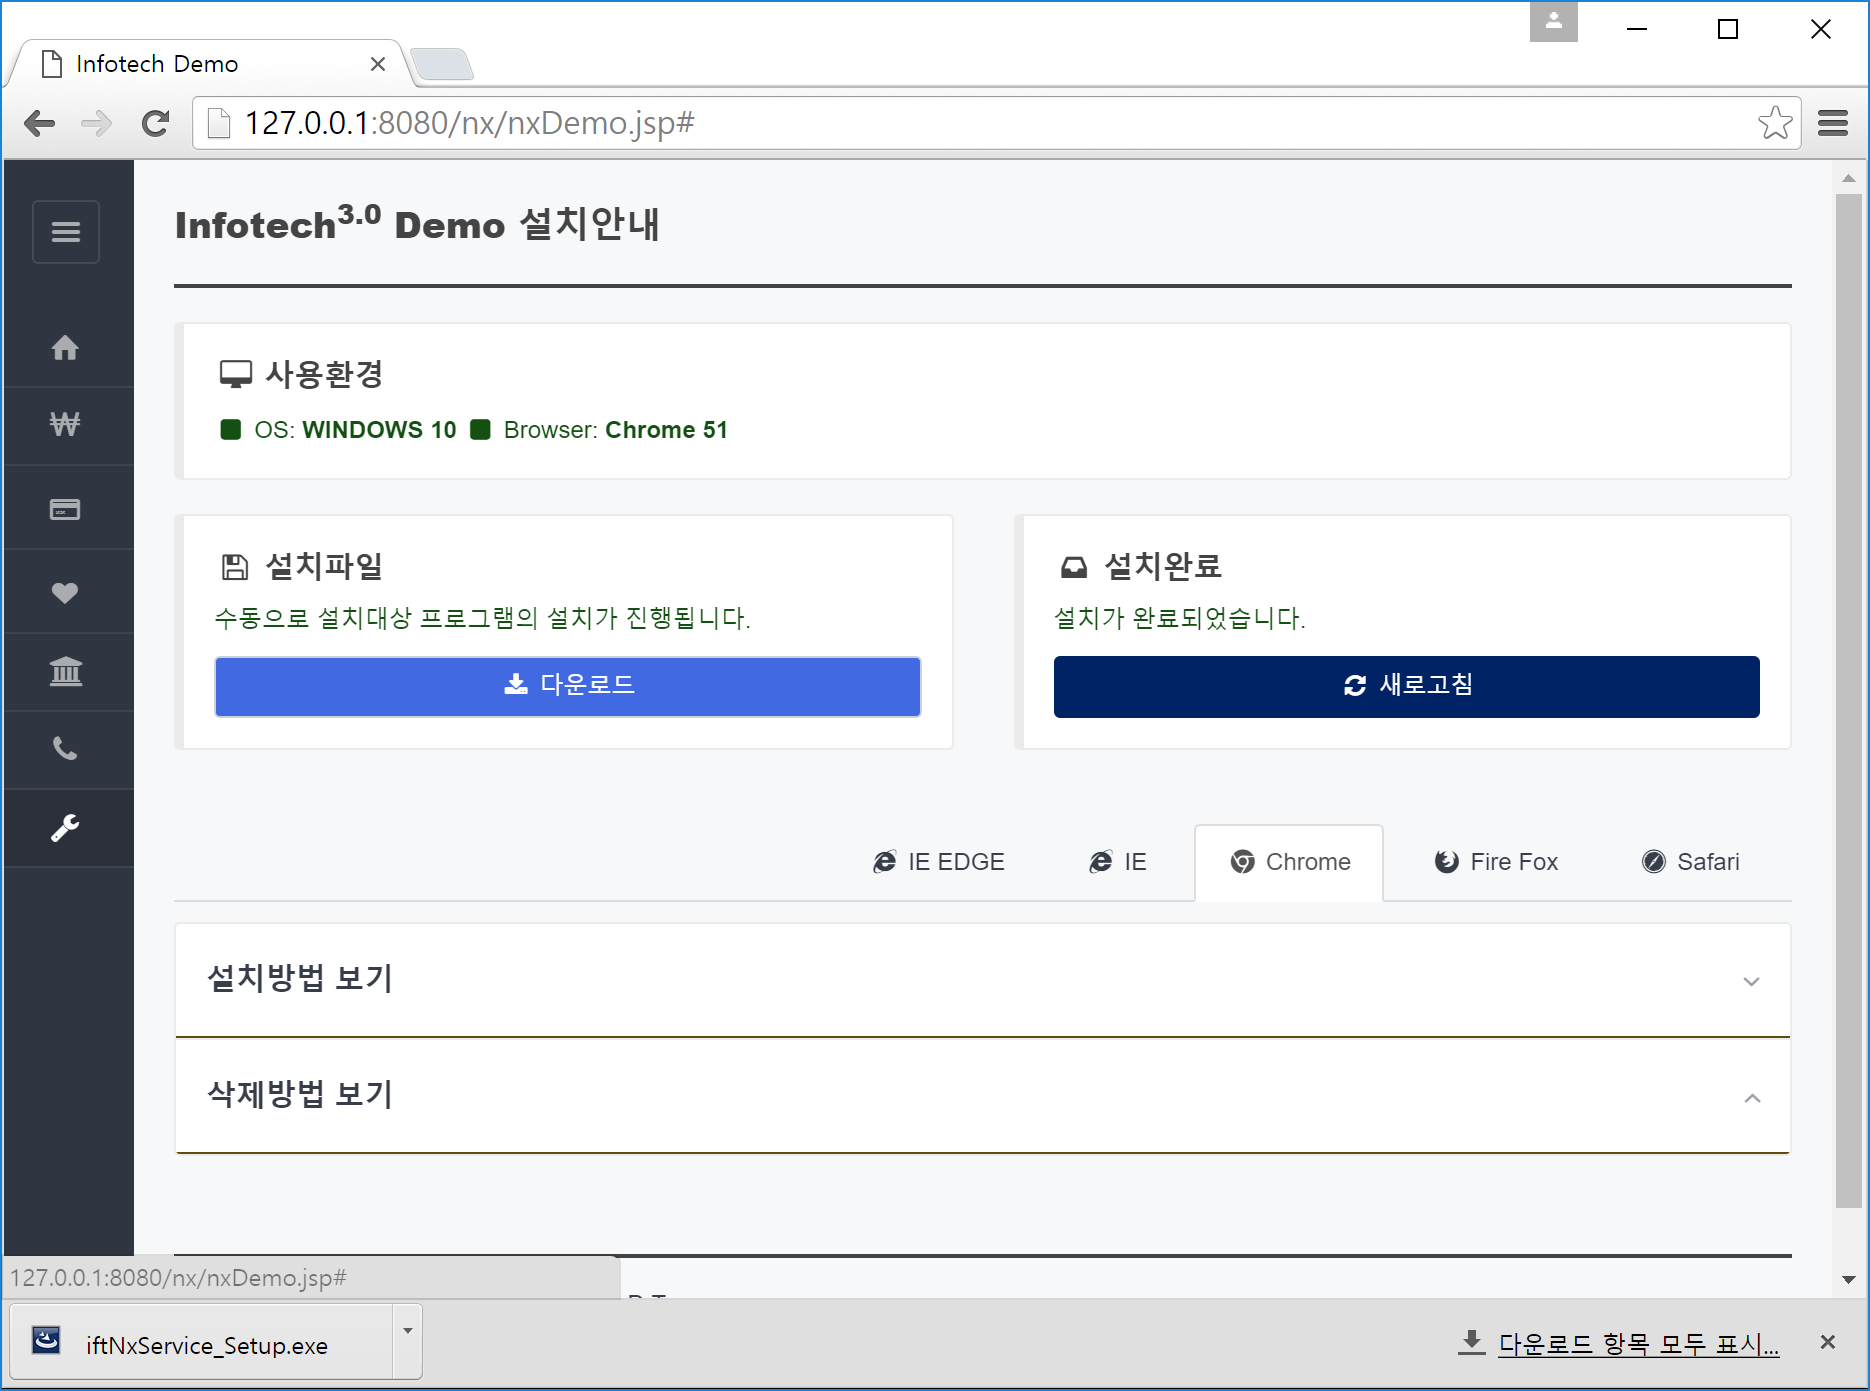 Infotech Demo
127.0.0.1:8080/nx/nxDemo.jsp#
Infotech3.0 Demo 설치안내
사용환경
OS: WINDOWS 10 Browser: Chrome 51
설치파일
수동으로 설치대상 프로그램의 설치가 진행됩니다.
다운로드
설치완료
설치가 완료되었습니다.
새로고침
IE EDGE IE Chrome Fire Fox Safari
설치방법 보기
삭제방법 보기
127.0.0.1:8080/nx/nxDemo.jsp#
iftNxService_Setup.exe
다운로드 항목 모두 표시...